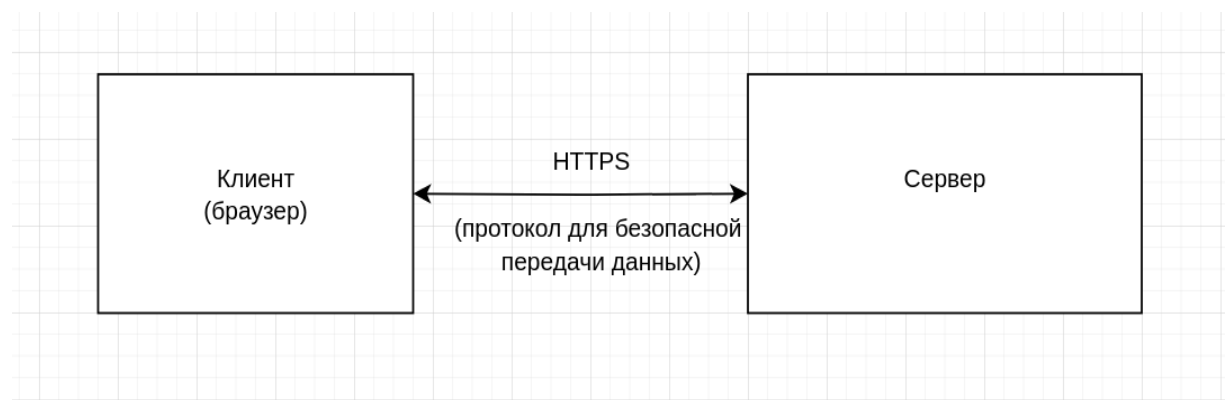 Клиент
(браузер)
HTTPS
(протокол для безопасной
передачи данных)
Сервер